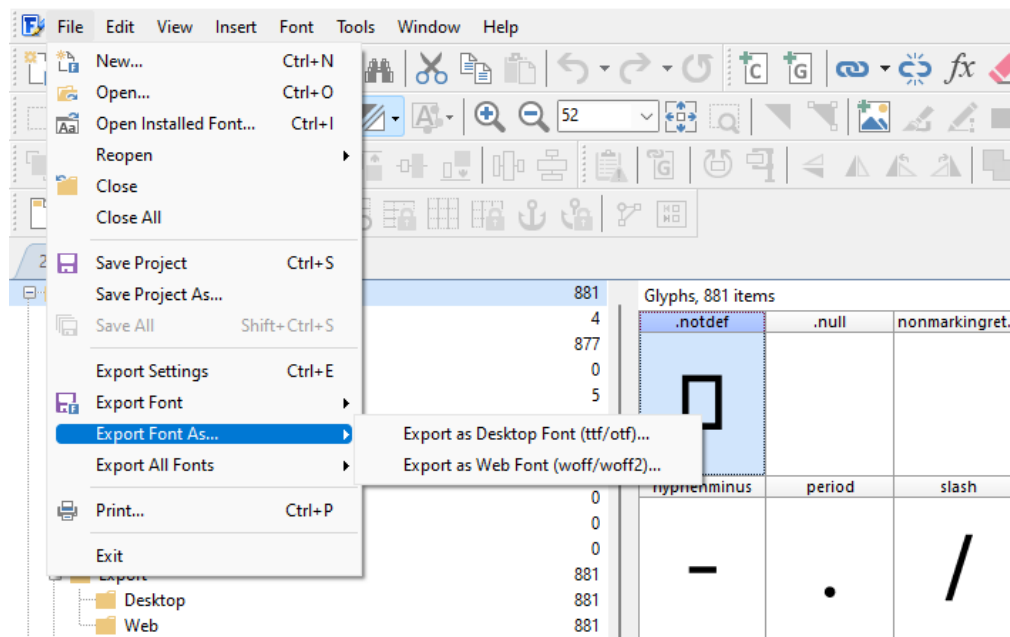 File Edit View Insert Font Tools Window Help
New... Ctrl+N
Open... Ctrl+O
Open Installed Font... Ctrl+I
Reopen
Close
Close All
Save Project Ctrl+S
Save Project As...
Save All Shift+Ctrl+S
Export Settings Ctrl+E
Export Font
Export Font As...
Export All Fonts
Print... Ctrl+P
Exit
Export as Desktop Font (ttf/otf)...
Export as Web Font (woff/woff2)...
52
2
881
4
877
0
5
0
0
0
Export 881
Desktop 881
Web 881
Glyphs, 881 items
.notdef .null nonmarkingret.
hyphenminus period slash
- . /